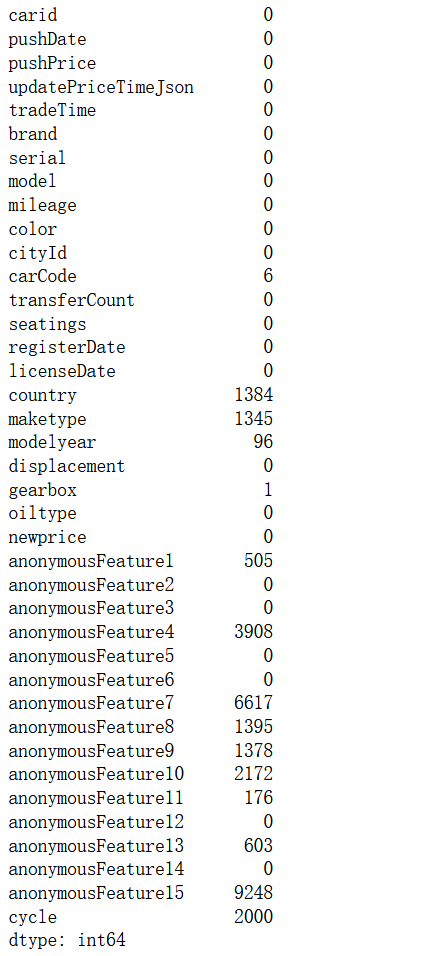 carid 0
pushDate 0
pushPrice 0
updatePriceTimeJson 0
tradeTime 0
brand 0
serial 0
model 0
mileage 0
color 0
cityId 0
carCode 6
transferCount 0
seatings 0
registerDate 0
licenseDate 0
country 1384
maketype 1345
modelyear 96
displacement 0
gearbox 1
oiltype 0
newprice 0
anonymousFeature1 505
anonymousFeature2 0
anonymousFeature3 0
anonymousFeature4 3908
anonymousFeature5 0
anonymousFeature6 0
anonymousFeature7 6617
anonymousFeature8 1395
anonymousFeature9 1378
anonymousFeature10 2172
anonymousFeature11 176
anonymousFeature12 0
anonymousFeature13 603
anonymousFeature14 0
anonymousFeature15 9248
cycle 2000
dtype: int64